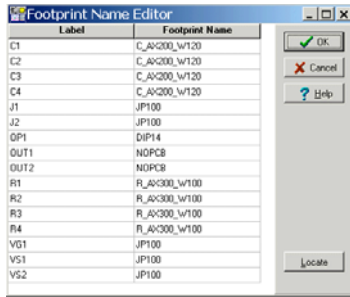 Footprint Name Editor
Label Footprint Name
C1 C_AX200_W120
C2 C_AX200_W120
C3 C_AX200_W120
C4 C_AX200_W120
J1 JP100
J2 JP100
OP1 DIP14
OUT1 NOPCB
OUT2 NOPCB
R1 R_AX300_W100
R2 R_AX300_W100
R3 R_AX300_W100
R4 R_AX300_W100
VG1 JP100
VS1 JP100
VS2 JP100
OK
Cancel
Help
Locate